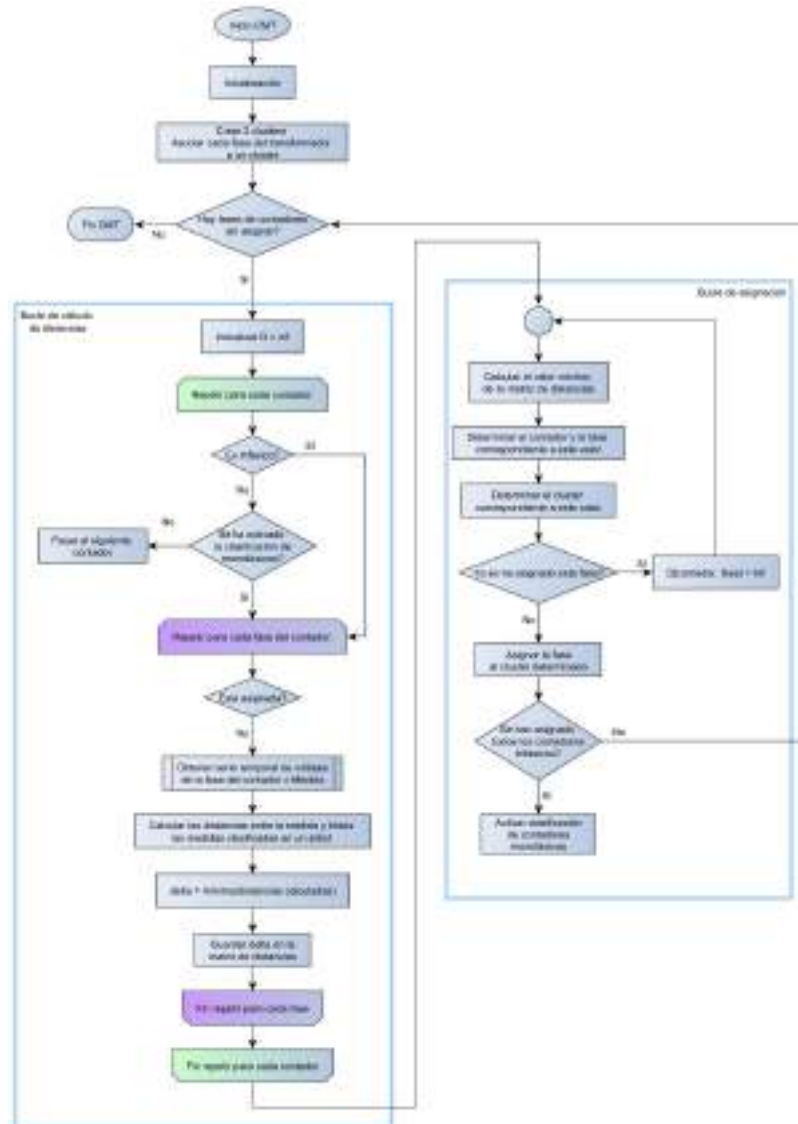 Inicio GMT
Inicialización
Crear 3 clusters
Asociar cada fase del transformador
a un cluster
Hay fases de contadores
sin asignar?
No
Fin GMT
Sí
Bucle de cálculo
de distancias
Inicializar D = inf
Repetir para cada contador
Es trifásico?
Sí
No
Se ha activado
la clasificación de
monofásicos?
No
Pasar al siguiente
contador
Sí
Repetir para cada fase del contador
Está asignada?
No
Obtener serie temporal de voltajes
de la fase del contador = Medida
Calcular las distancias entre la medida y todas
las medidas clasificadas en un cluster
delta = min(distancias calculadas)
Guardar delta en la
matriz de distancias
Fin repetir para cada fase
Fin repetir para cada contador
Bucle de asignación
Calcular el valor mínimo
de la matriz de distancias
Determinar el contador y la fase
correspondiente a este valor
Determinar el cluster
correspondiente a este valor
Ya se ha asignado esta fase?
Sí
No
Asignar la fase
al cluster determinado
Se han asignado
todos los contadores
trifásicos?
No
Sí
Activar clasificación
de contadores
monofásicos